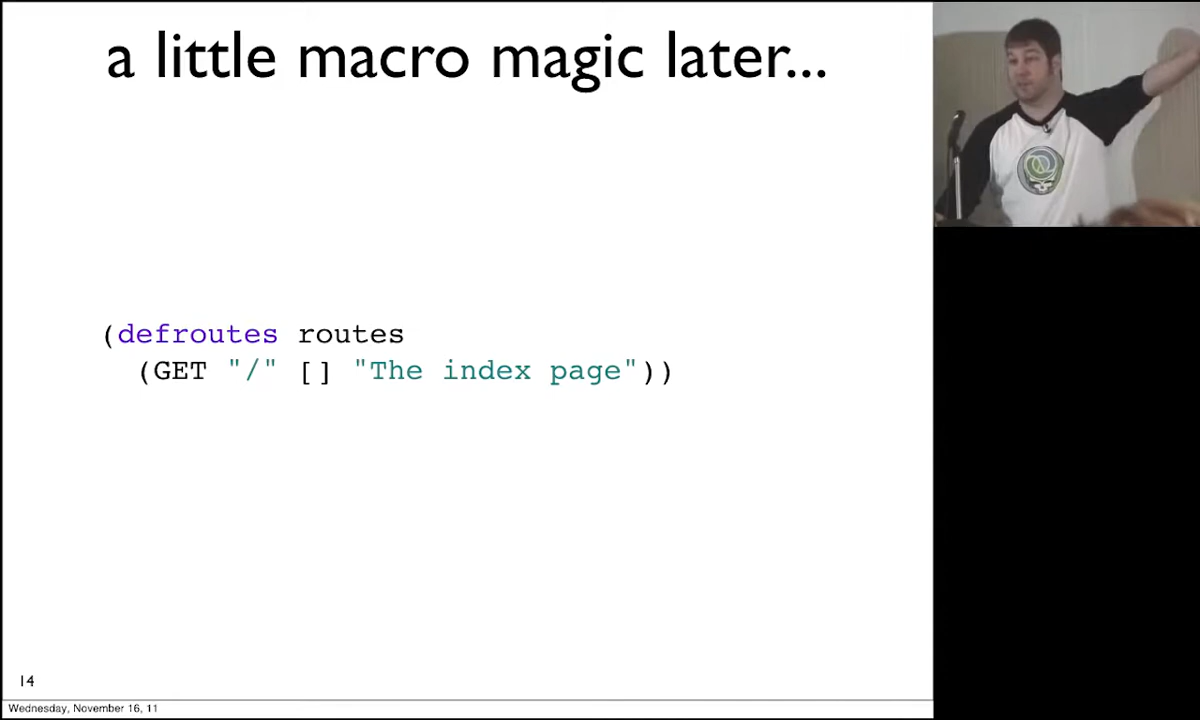 a little macro magic later...
(defroutes routes
(GET "/" [] "The index page"))
14
Wednesday, November 16, 11